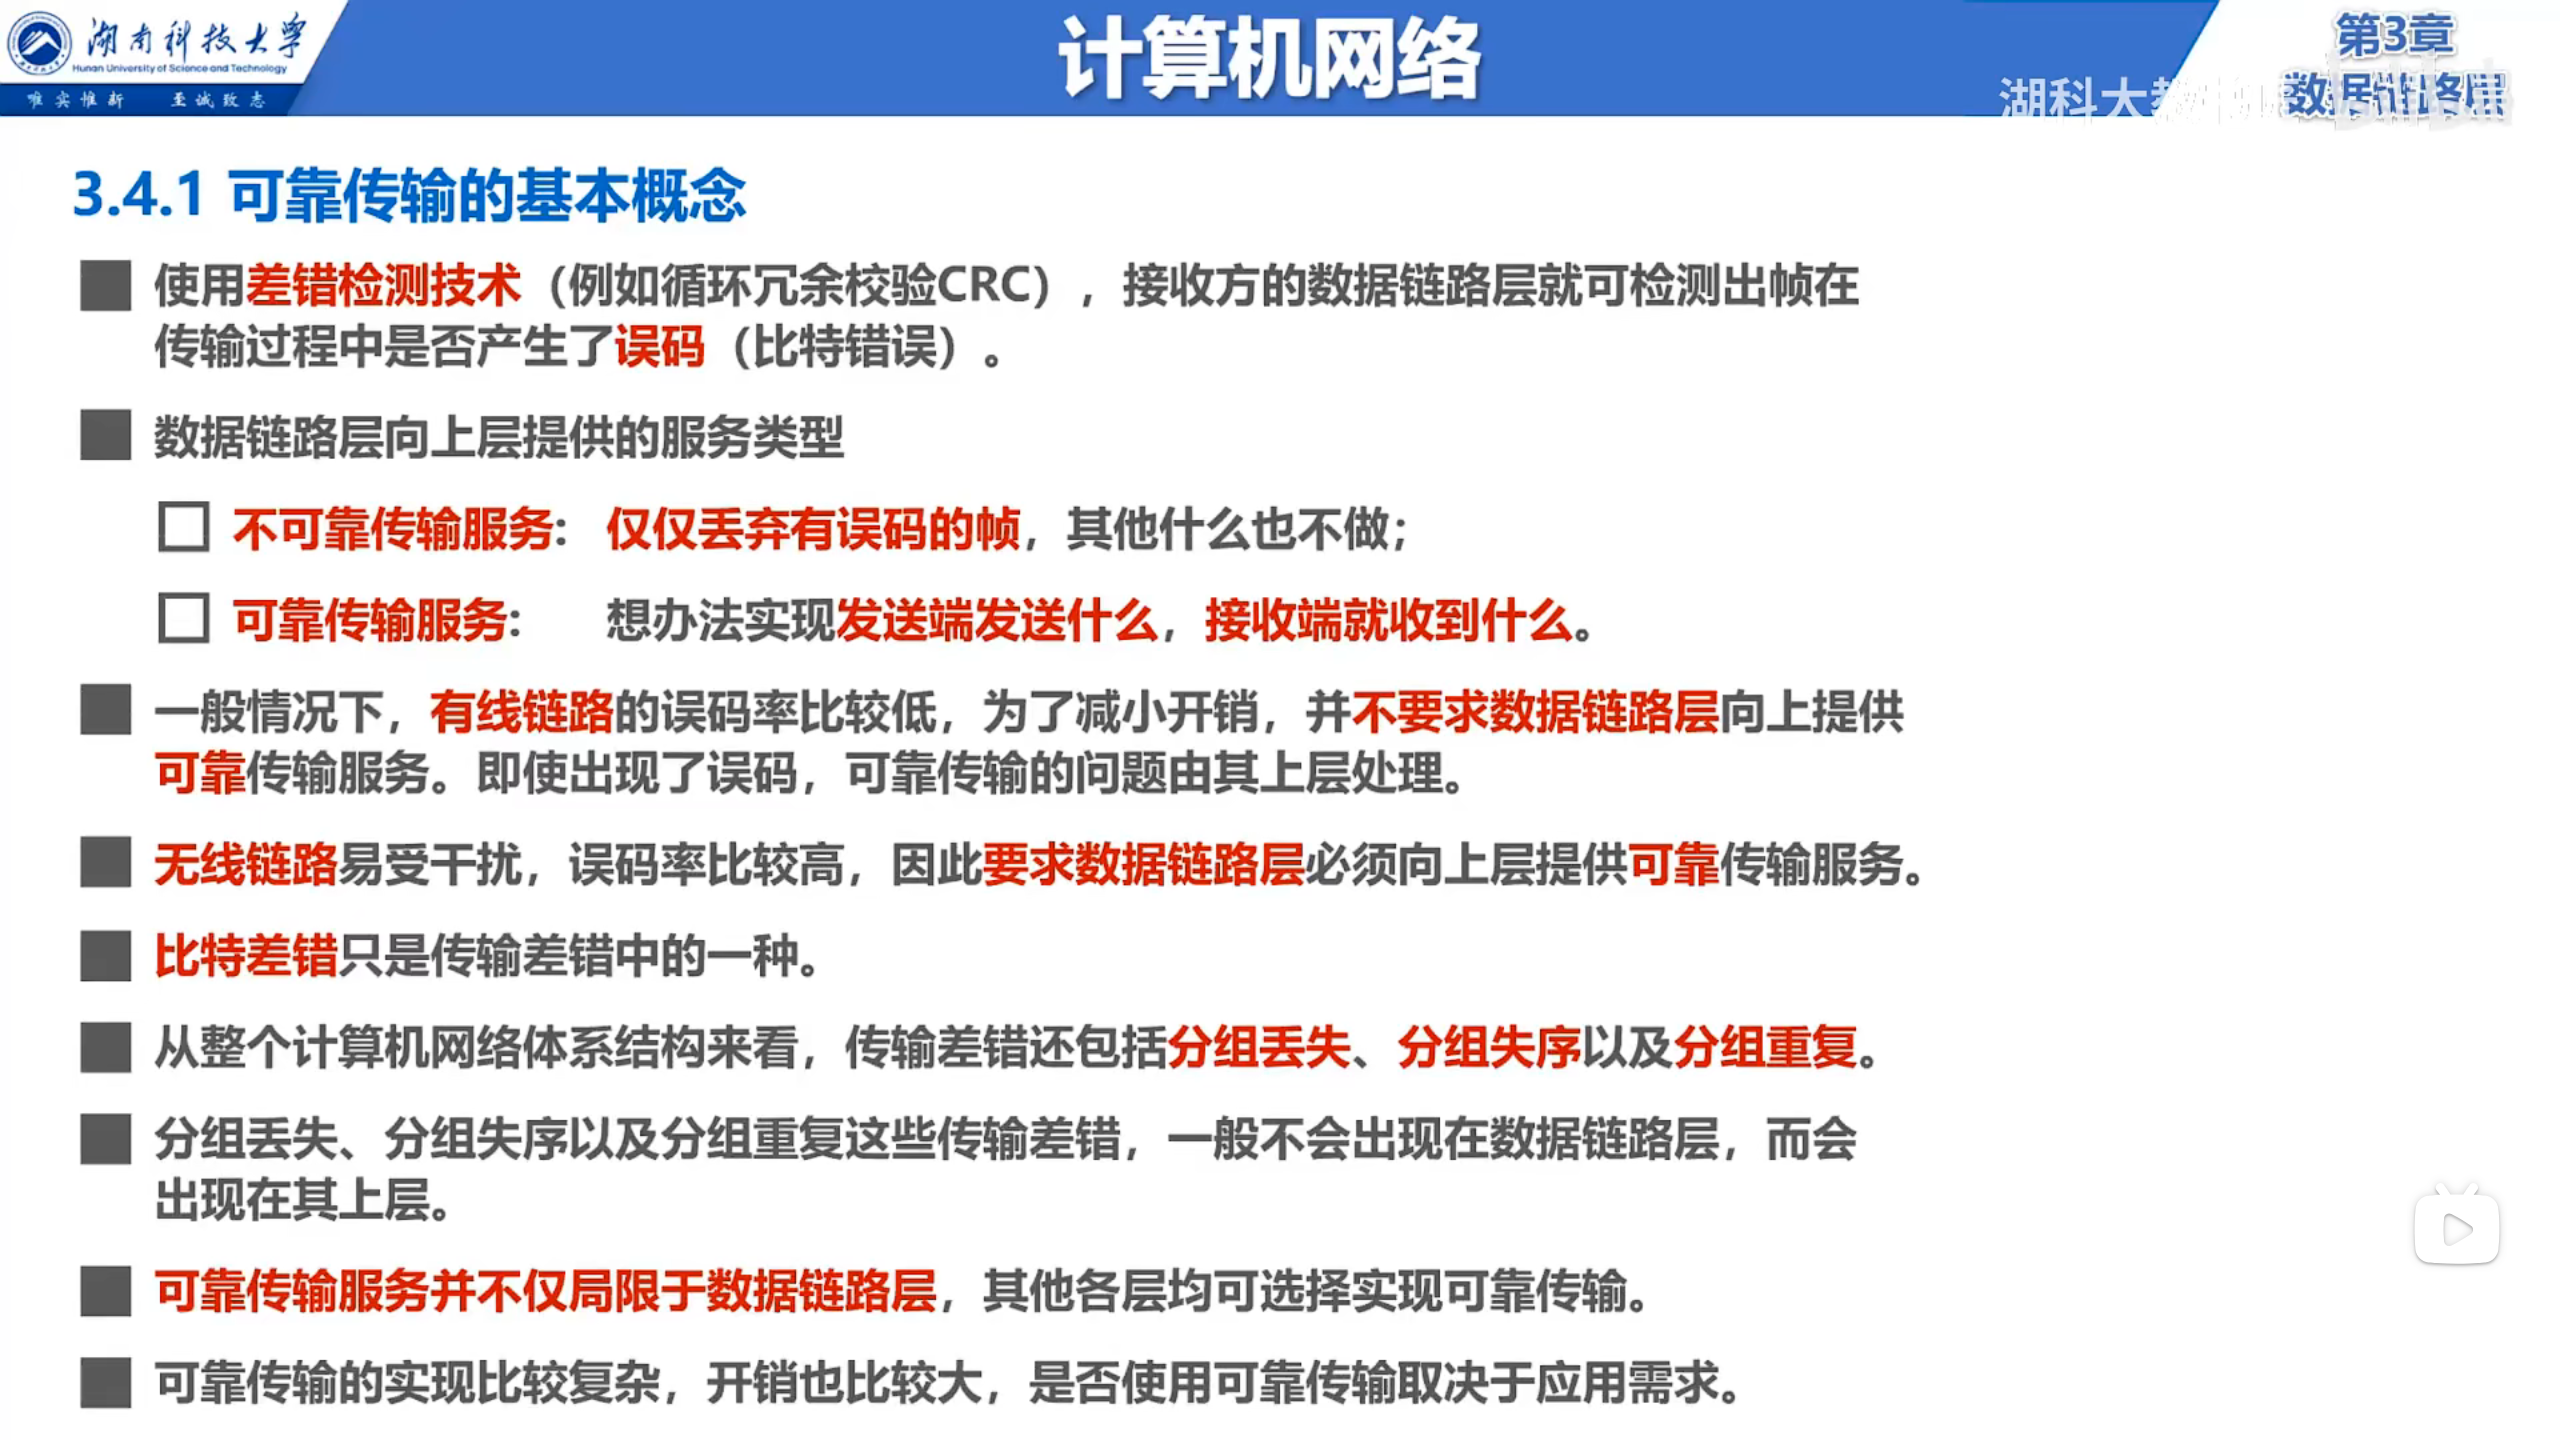 湖南科技大学
Hunan University of Science and Technology
唯实惟新 至诚致志
计算机网络
第3章
数据链路层
湖科大
3.4.1 可靠传输的基本概念
使用差错检测技术（例如循环冗余校验CRC），接收方的数据链路层就可检测出帧在
传输过程中是否产生了误码（比特错误）。
数据链路层向上层提供的服务类型
不可靠传输服务: 仅仅丢弃有误码的帧，其他什么也不做；
可靠传输服务: 想办法实现发送端发送什么，接收端就收到什么。
一般情况下，有线链路的误码率比较低，为了减小开销，并不要求数据链路层向上提供
可靠传输服务。即使出现了误码，可靠传输的问题由其上层处理。
无线链路易受干扰，误码率比较高，因此要求数据链路层必须向上层提供可靠传输服务。
比特差错只是传输差错中的一种。
从整个计算机网络体系结构来看，传输差错还包括分组丢失、分组失序以及分组重复。
分组丢失、分组失序以及分组重复这些传输差错，一般不会出现在数据链路层，而会
出现在其上层。
可靠传输服务并不仅局限于数据链路层，其他各层均可选择实现可靠传输。
可靠传输的实现比较复杂，开销也比较大，是否使用可靠传输取决于应用需求。